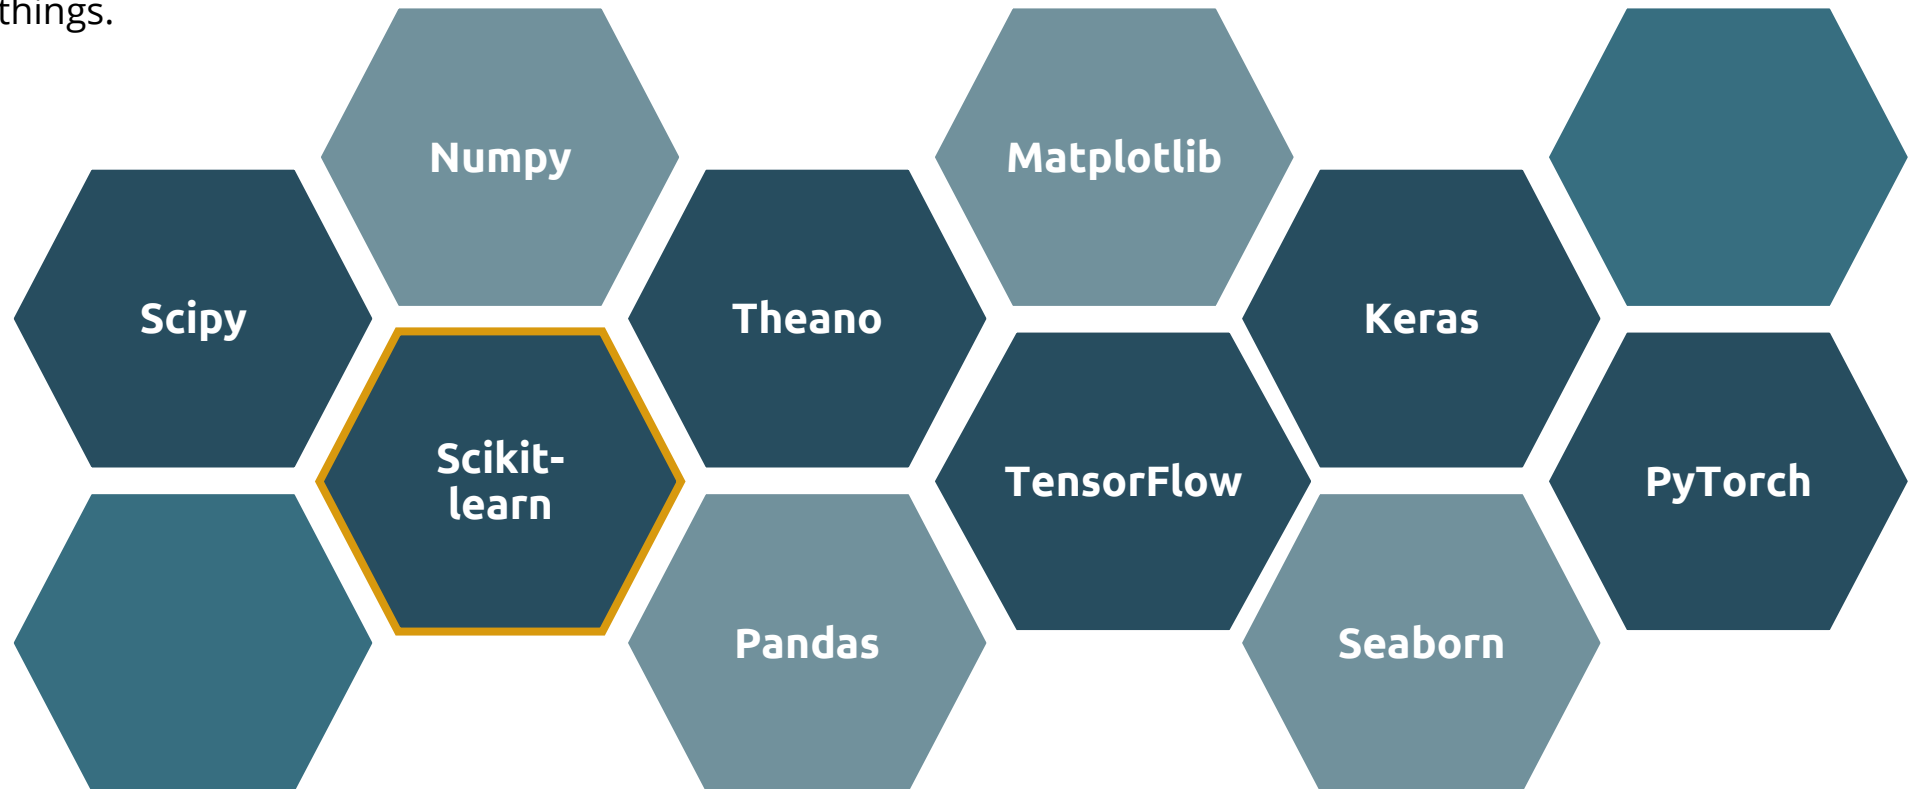 things.
Numpy
Matplotlib
Scipy
Theano
Keras
Scikit-
learn
TensorFlow
PyTorch
Pandas
Seaborn